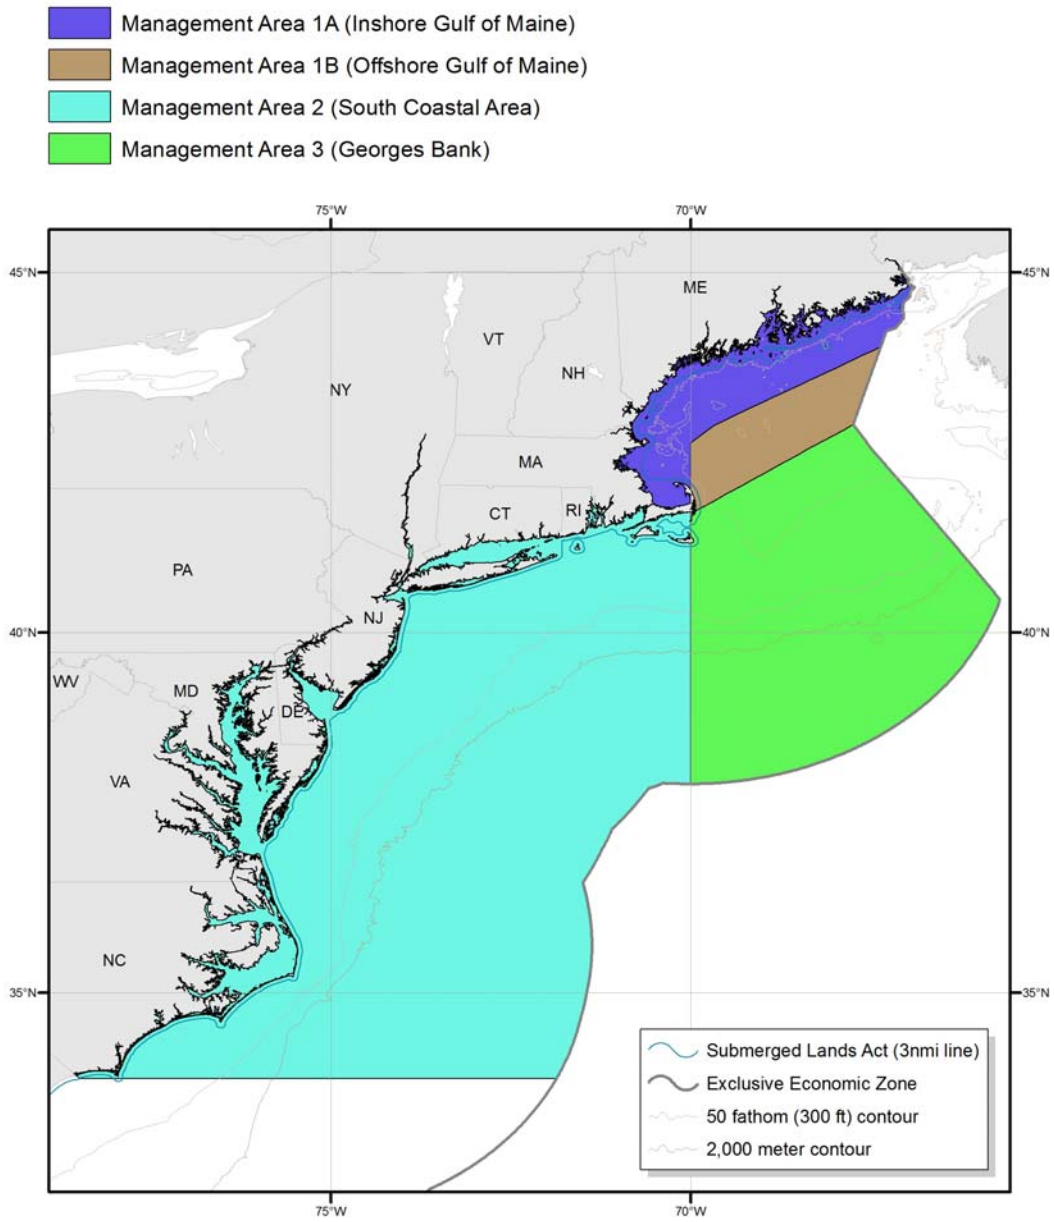 Management Area 1A (Inshore Gulf of Maine)
Management Area 1B (Offshore Gulf of Maine)
Management Area 2 (South Coastal Area)
Management Area 3 (Georges Bank)
75°W 70°W
45°N 45°N
ME
VT
NH
NY
MA
CT RI
PA
40°N 40°N
NJ
WV
MD
DE
VA
NC
35°N 35°N
Submerged Lands Act (3nmi line)
Exclusive Economic Zone
50 fathom (300 ft) contour
2,000 meter contour
75°W 70°W